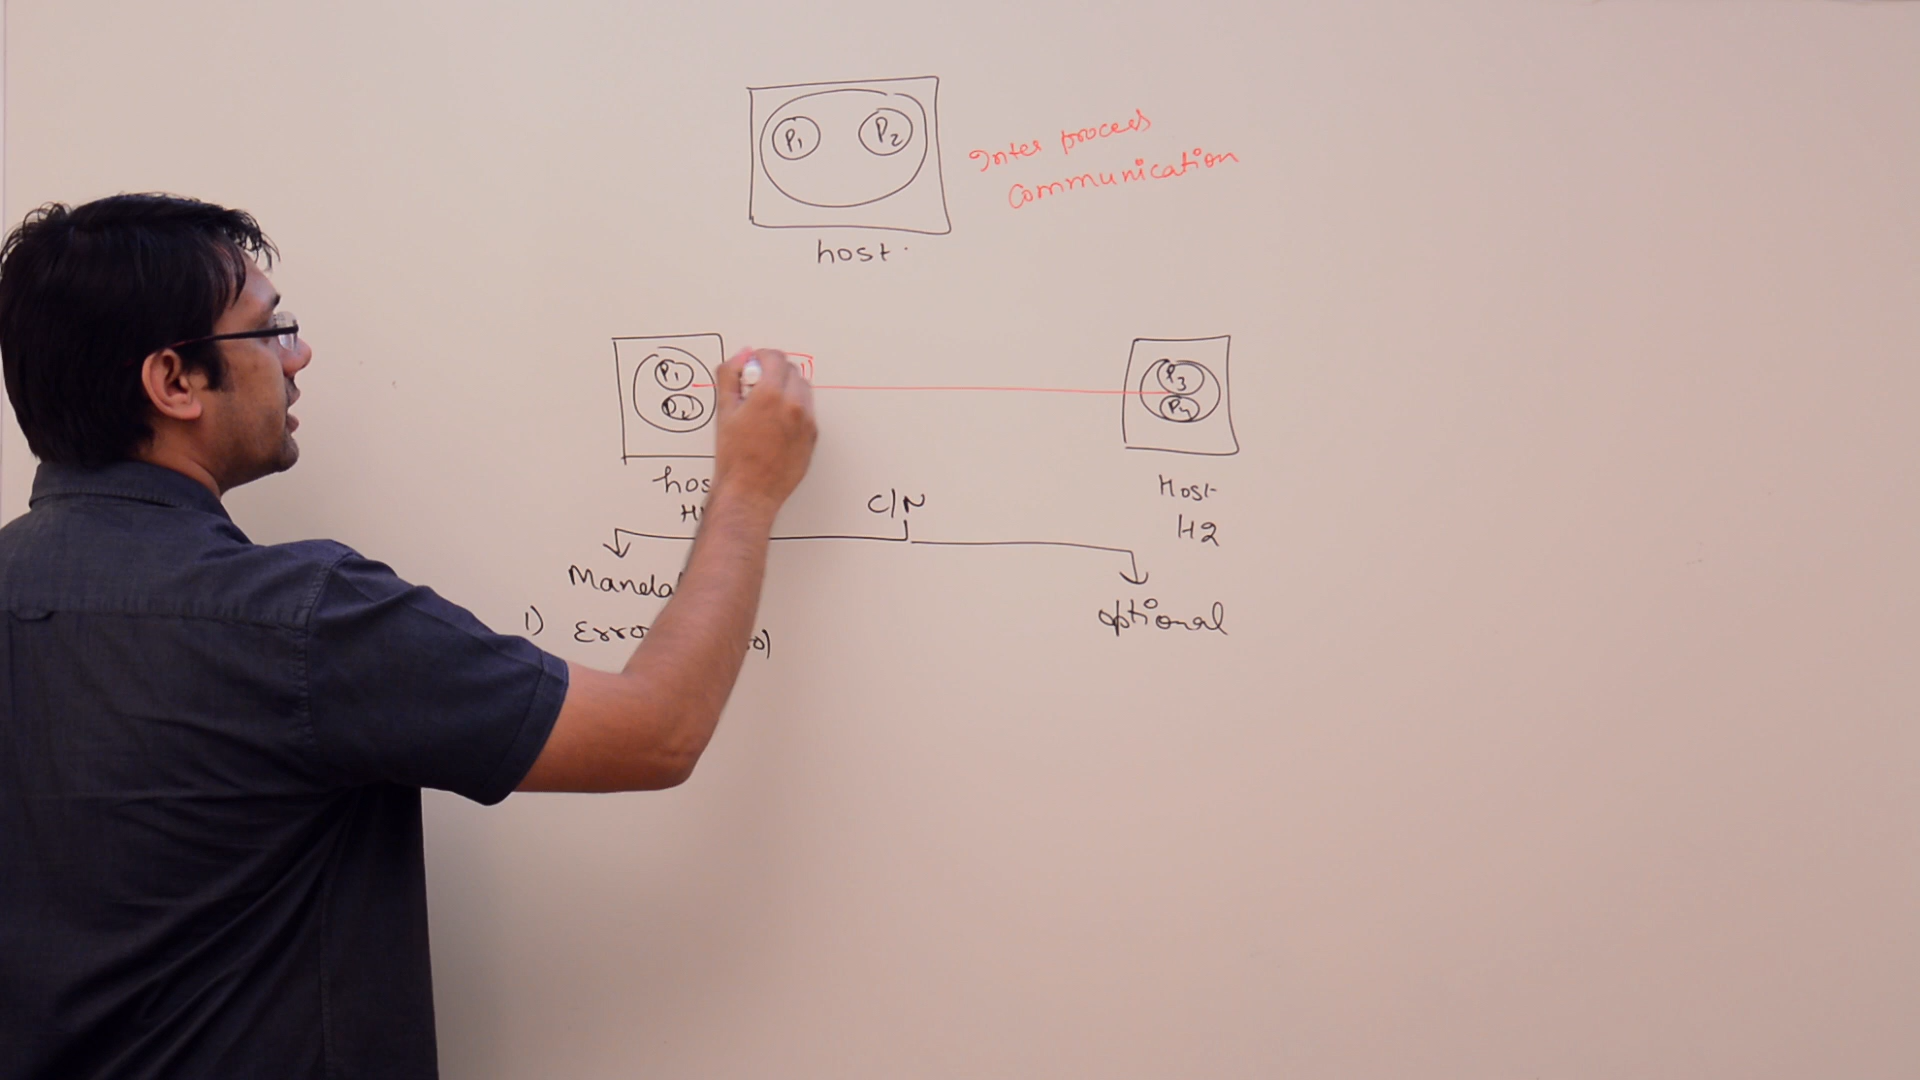 P1 P2
Inter process
communication
host.
P1
P2
P3
P4
Host
H2
C/N
optional
1)